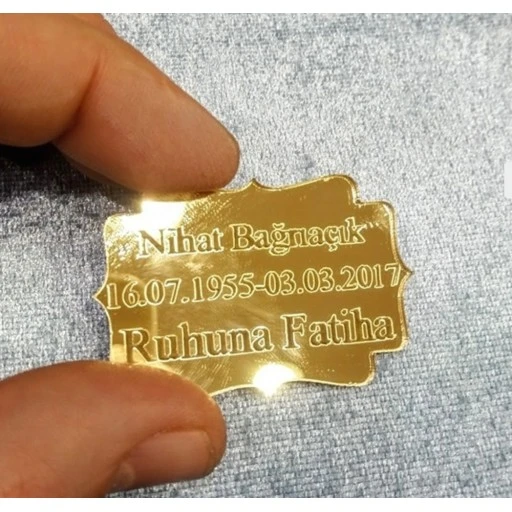 Nihat Bağnaçık
16.07.1955-03.03.2017
Ruhuna Fatiha